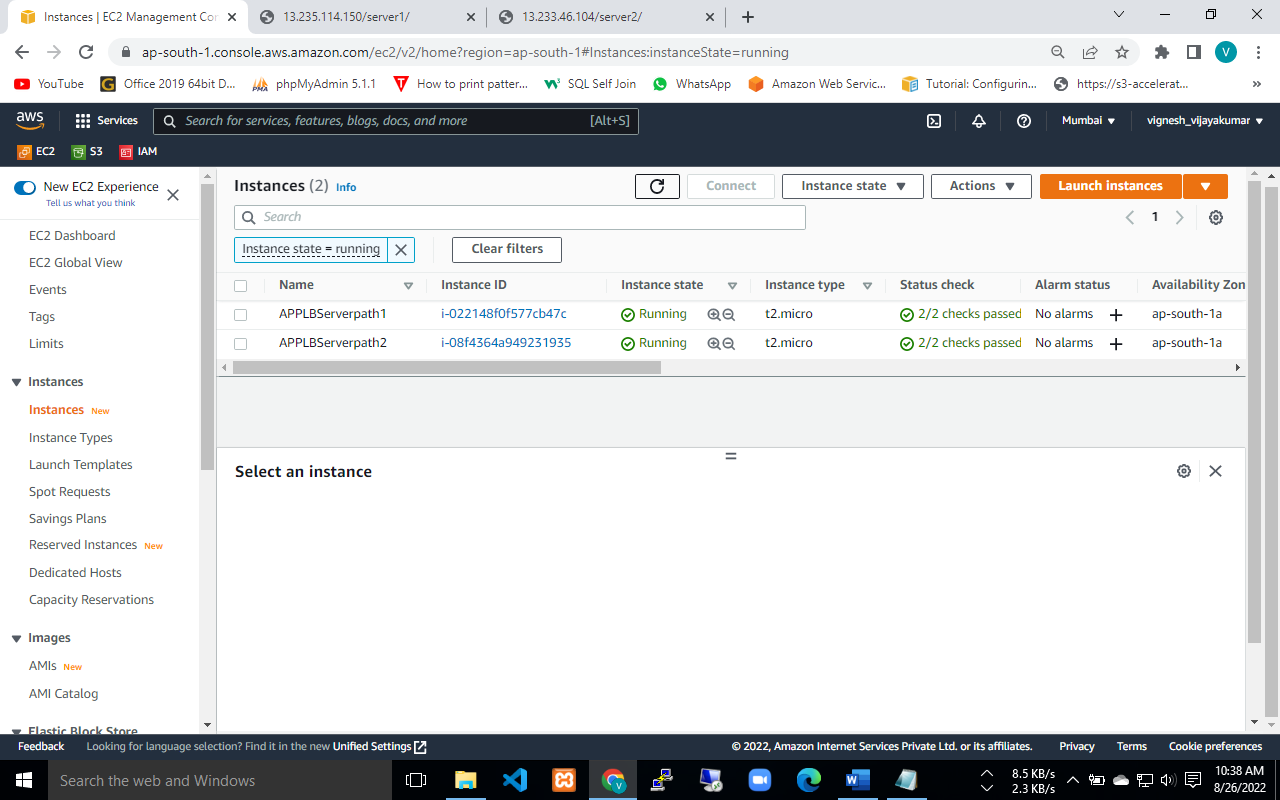 Instances | EC2 Management Con
13.235.114.150/server1/
13.233.46.104/server2/
ap-south-1.console.aws.amazon.com/ec2/v2/home?region=ap-south-1#Instances:instanceState=running
V
YouTube
Office 2019 64bit D...
phpMyAdmin 5.1.1
How to print patter...
SQL Self Join
WhatsApp
Amazon Web Servic...
Tutorial: Configurin...
https://s3-accelerat...
»
aws
Services
Search for services, features, blogs, docs, and more
[Alt+S]
Mumbai
vignesh_vijayakumar
EC2
S3
IAM
New EC2 Experience
Tell us what you think
EC2 Dashboard
EC2 Global View
Events
Tags
Limits
Instances
Instances New
Instance Types
Launch Templates
Spot Requests
Savings Plans
Reserved Instances New
Dedicated Hosts
Capacity Reservations
Images
AMIs New
AMI Catalog
Elastic Block Store
Instances (2) Info
Connect
Instance state
Actions
Launch instances
Search
1
Instance state = running
Clear filters
Name Instance ID Instance state Instance type Status check Alarm status Availability Zon
APPLBServerpath1 i-022148f0f577cb47c Running t2.micro 2/2 checks passed No alarms + ap-south-1a
APPLBServerpath2 i-08f4364a949231935 Running t2.micro 2/2 checks passed No alarms + ap-south-1a
Select an instance
Feedback
Looking for language selection? Find it in the new Unified Settings
© 2022, Amazon Internet Services Private Ltd. or its affiliates.
Privacy
Terms
Cookie preferences
Search the web and Windows
8.5 KB/s
2.3 KB/s
10:38 AM
8/26/2022